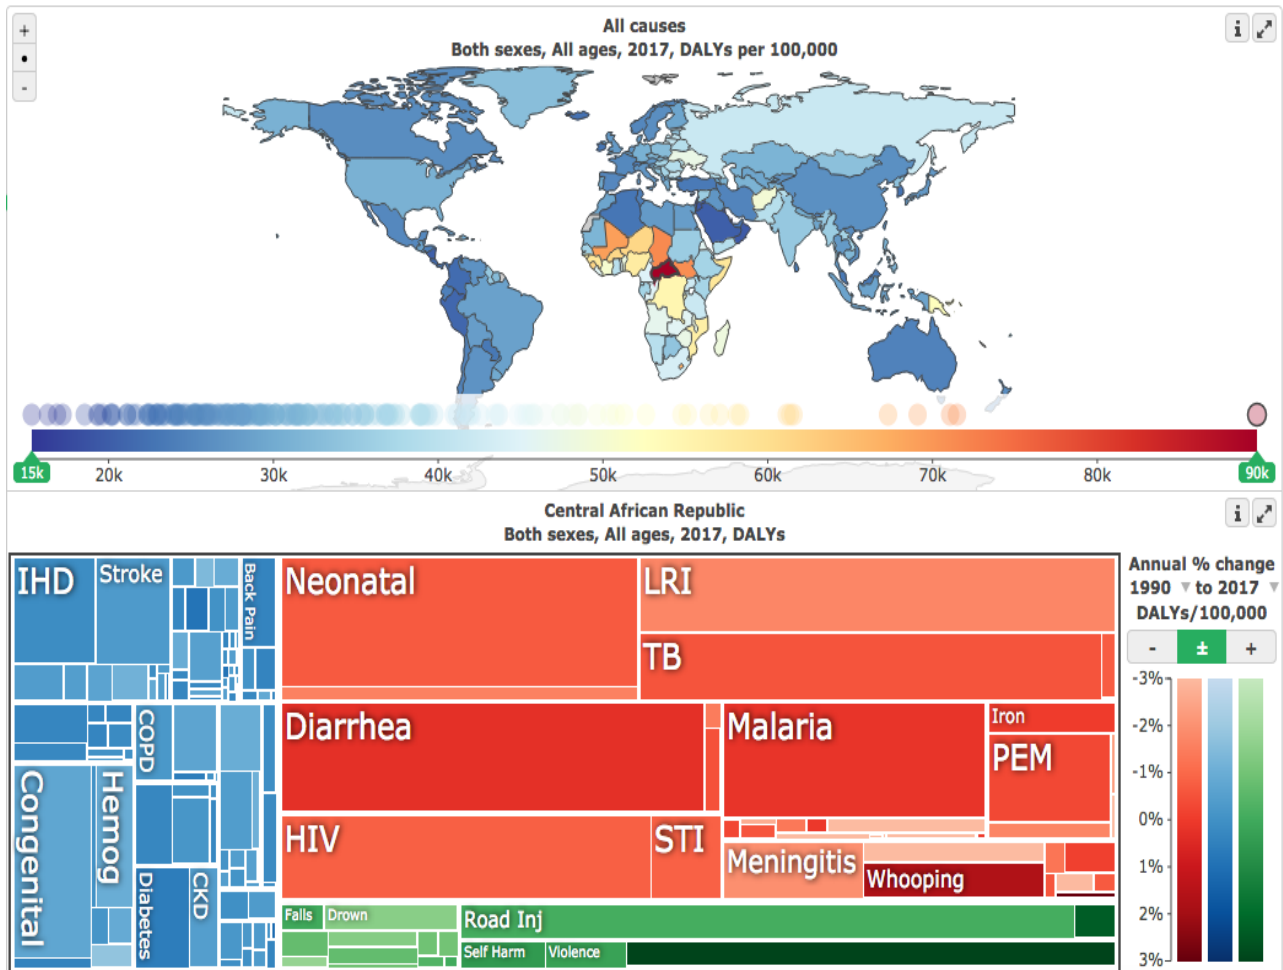 +
-
All causes
Both sexes, All ages, 2017, DALYs per 100,000
i
15k 20k 30k 40k 50k 60k 70k 80k 90k
Central African Republic
Both sexes, All ages, 2017, DALYs
i
Annual % change
1990 to 2017
DALYs/100,000
- ± +
-3%
-2%
-1%
0%
1%
2%
3%
IHD
Stroke
Back Pain
COPD
Congenital
Hemog
Diabetes
CKD
Neonatal
LRI
TB
Diarrhea
Malaria
Iron
PEM
HIV
STI
Meningitis
Whooping
Falls
Drown
Road Inj
Self Harm
Violence